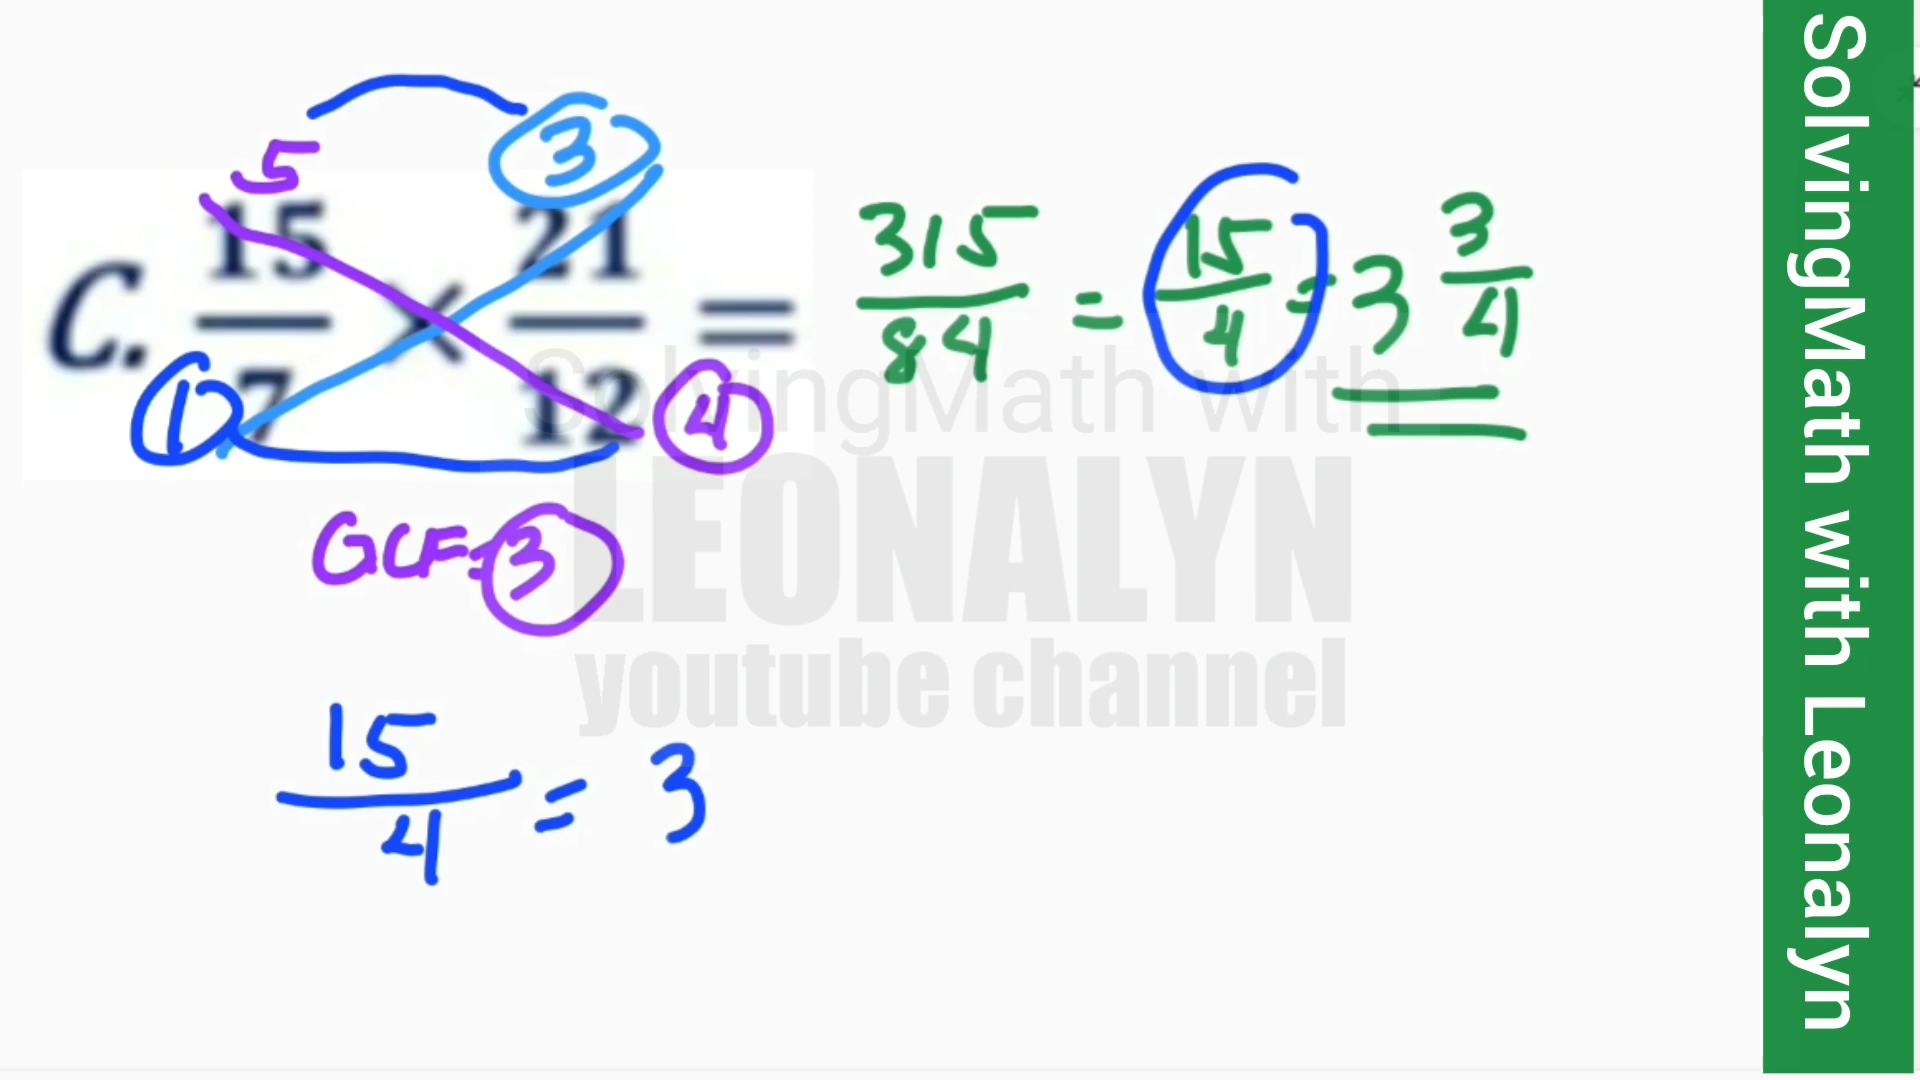 5 3
C. 15/7 × 21/12 = 315/84 = 15/4 = 3 3/4
1 4
GCF=3
15/4 = 3
SolvingMath with
LEONALYN
youtube channel
SolvingMath with Leonalyn